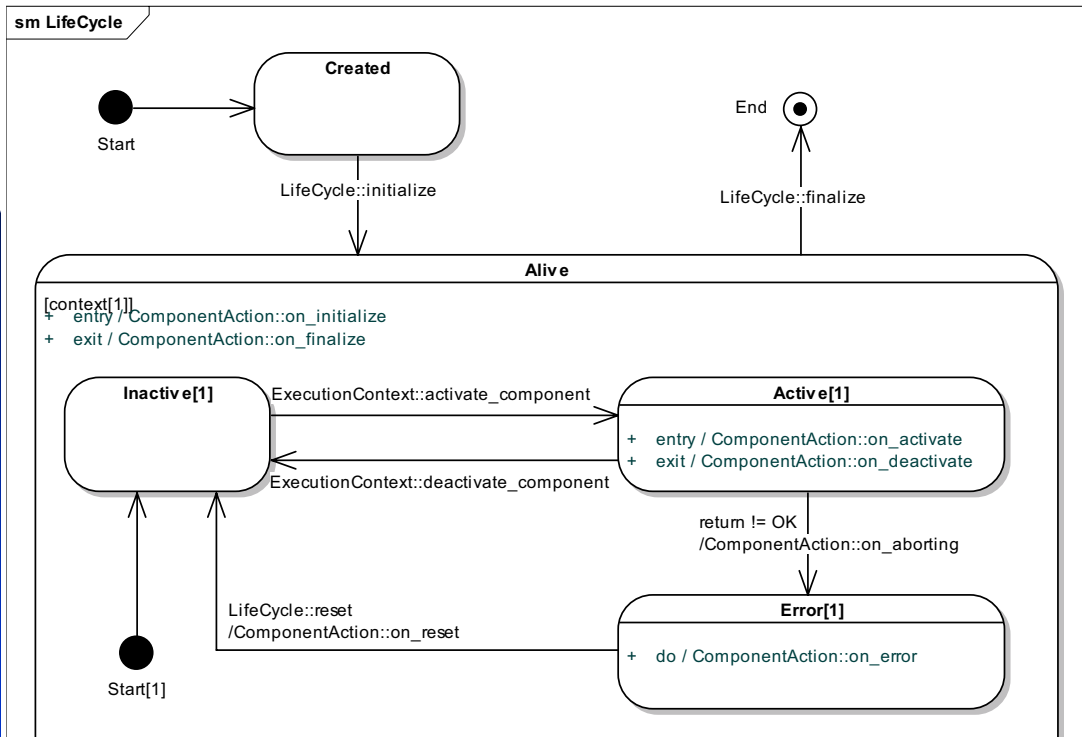 sm LifeCycle
Created
Start
End
LifeCycle::initialize
LifeCycle::finalize
Alive
[context[1]]
+ entry / ComponentAction::on_initialize
+ exit / ComponentAction::on_finalize
Inactive[1]
ExecutionContext::activate_component
Active[1]
+ entry / ComponentAction::on_activate
+ exit / ComponentAction::on_deactivate
ExecutionContext::deactivate_component
return != OK
/ComponentAction::on_aborting
LifeCycle::reset
/ComponentAction::on_reset
Error[1]
+ do / ComponentAction::on_error
Start[1]